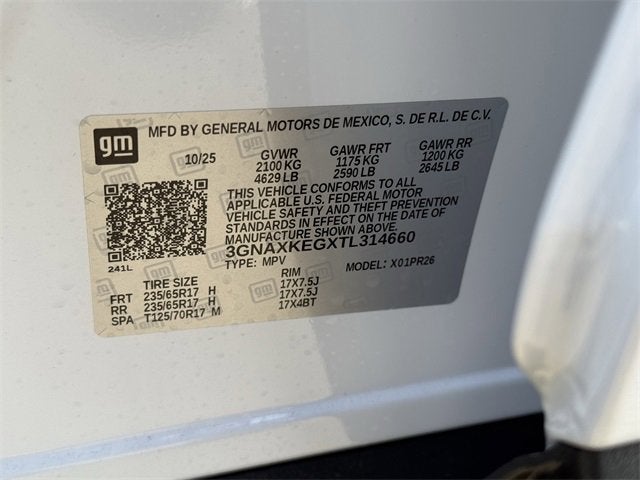 gm MFD BY GENERAL MOTORS DE MEXICO, S. DE R.L. DE C.V.
10/25 GVWR GAWR FRT GAWR RR
2100 KG 1175 KG 1200 KG
4629 LB 2590 LB 2645 LB
THIS VEHICLE CONFORMS TO ALL
APPLICABLE U.S. FEDERAL MOTOR
VEHICLE SAFETY AND THEFT PREVENTION
STANDARDS IN EFFECT ON THE DATE OF
MANUFACTURE SHOWN ABOVE.
3GNAXKEGXTL314660
241L TYPE: MPV MODEL: X01PR26
TIRE SIZE RIM
FRT 235/65R17 H 17X7.5J
RR 235/65R17 H 17X7.5J
SPA T125/70R17 M 17X4BT